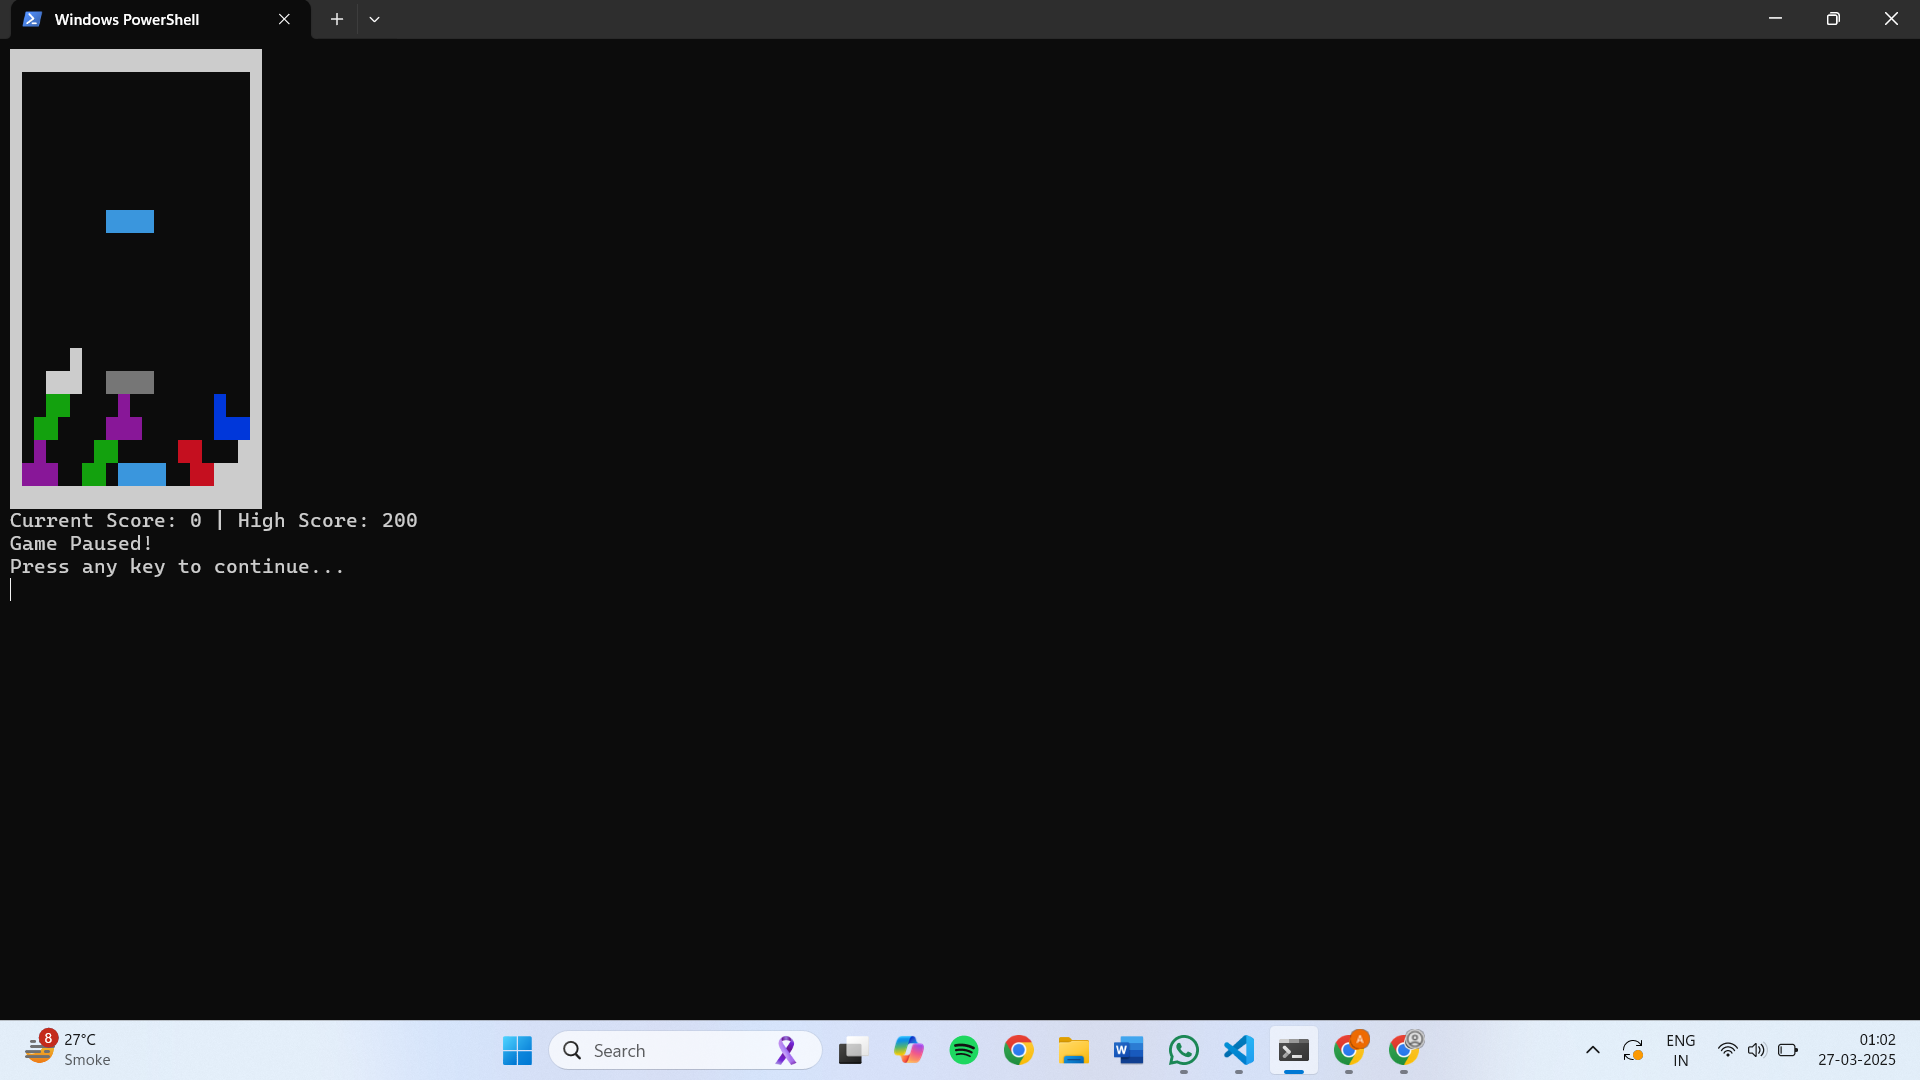 Windows PowerShell
Current Score: 0 | High Score: 200
Game Paused!
Press any key to continue...
8
27°C
Smoke
Search
W
A
ENG
IN
01:02
27-03-2025